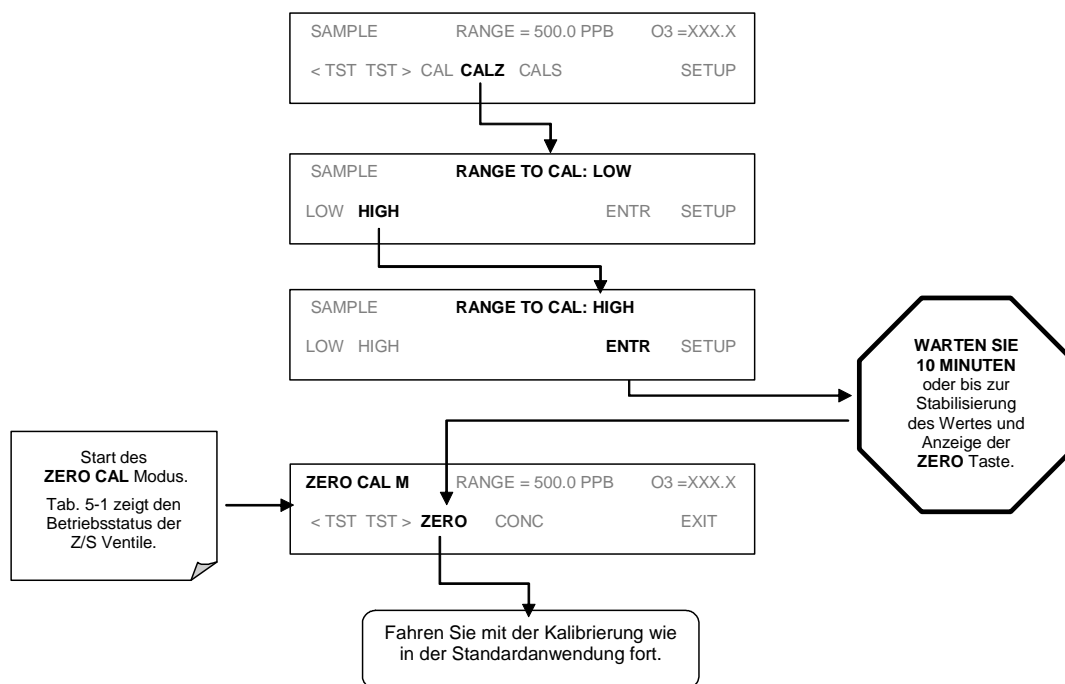 SAMPLE RANGE = 500.0 PPB O3 =XXX.X
< TST TST > CAL CALZ CALS SETUP
SAMPLE RANGE TO CAL: LOW
LOW HIGH ENTR SETUP
SAMPLE RANGE TO CAL: HIGH
LOW HIGH ENTR SETUP
WARTEN SIE
10 MINUTEN
oder bis zur
Stabilisierung
des Wertes und
Anzeige der
ZERO Taste.
Start des
ZERO CAL Modus.
Tab. 5-1 zeigt den
Betriebsstatus der
Z/S Ventile.
ZERO CAL M RANGE = 500.0 PPB O3 =XXX.X
< TST TST > ZERO CONC EXIT
Fahren Sie mit der Kalibrierung wie
in der Standardanwendung fort.